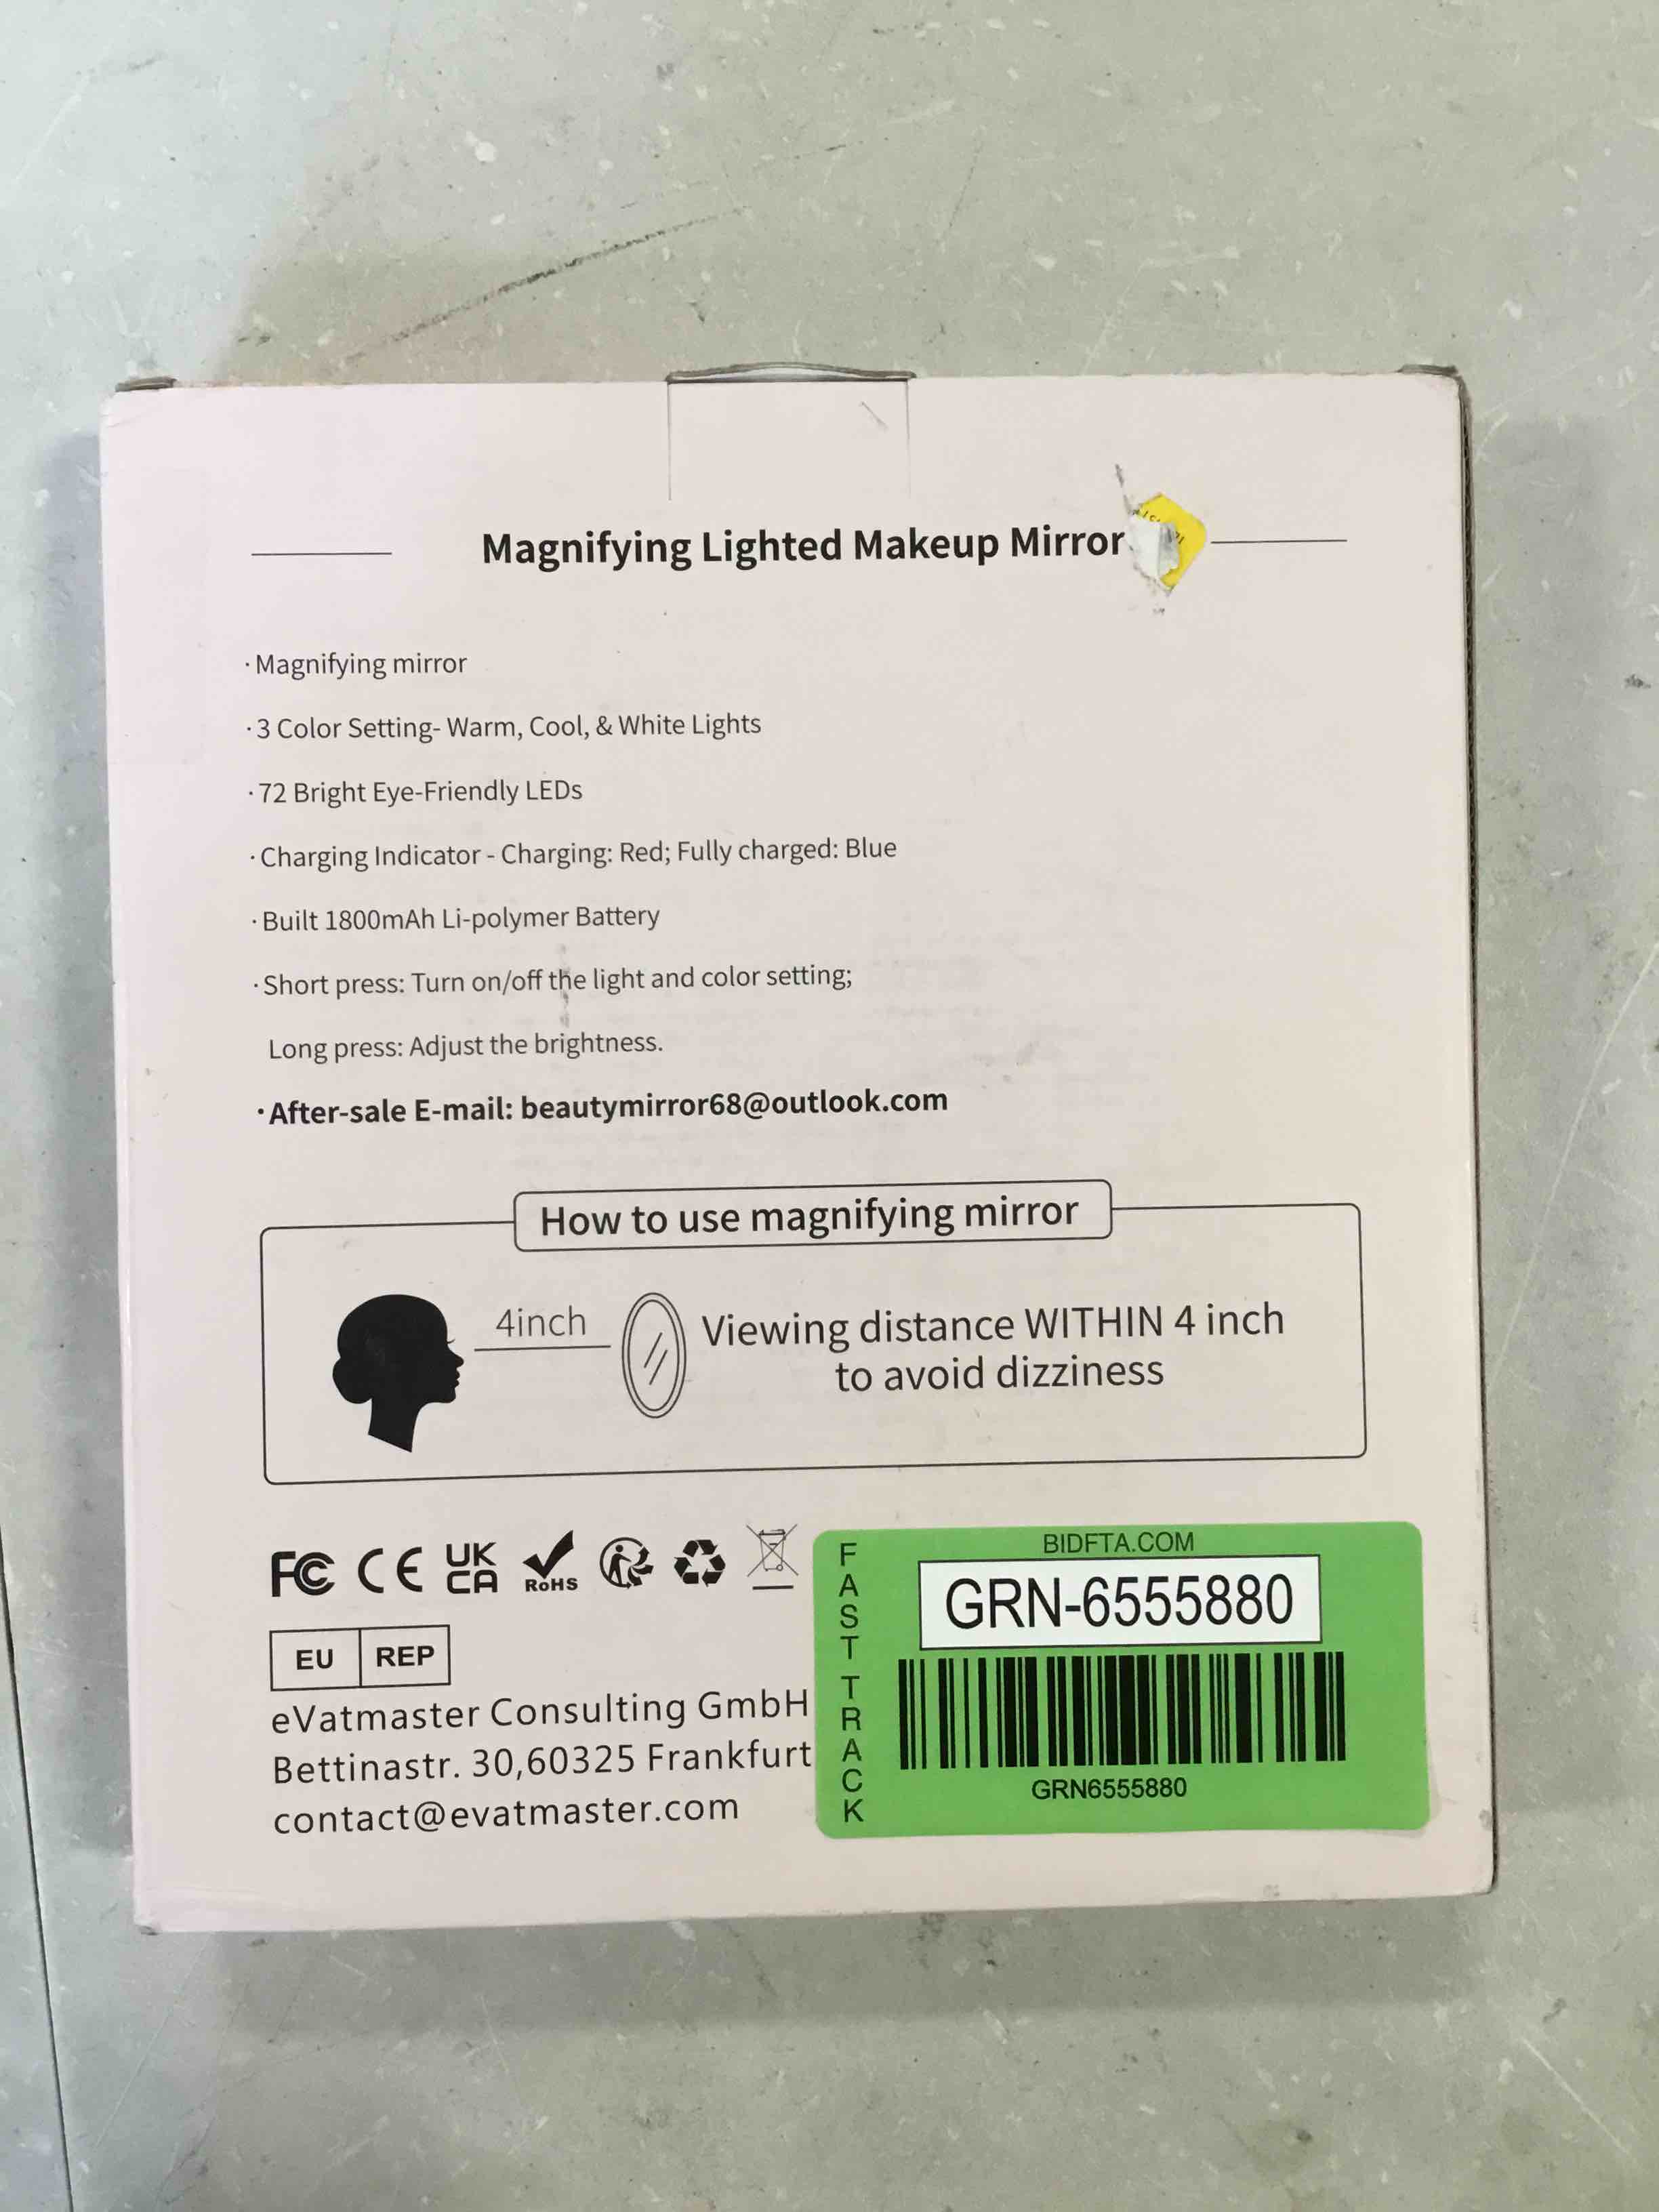 Magnifying Lighted Makeup Mirror
·Magnifying mirror
·3 Color Setting- Warm, Cool, & White Lights
·72 Bright Eye-Friendly LEDs
·Charging Indicator - Charging: Red; Fully charged: Blue
·Built 1800mAh Li-polymer Battery
·Short press: Turn on/off the light and color setting;
Long press: Adjust the brightness.
·After-sale E-mail: beautymirror68@outlook.com
How to use magnifying mirror
4inch
Viewing distance WITHIN 4 inch
to avoid dizziness
FC CE UK
CA
RoHS
EU REP
eVatmaster Consulting GmbH
Bettinastr. 30,60325 Frankfurt
contact@evatmaster.com
FAST TRACK
BIDFTA.COM
GRN-6555880
GRN6555880